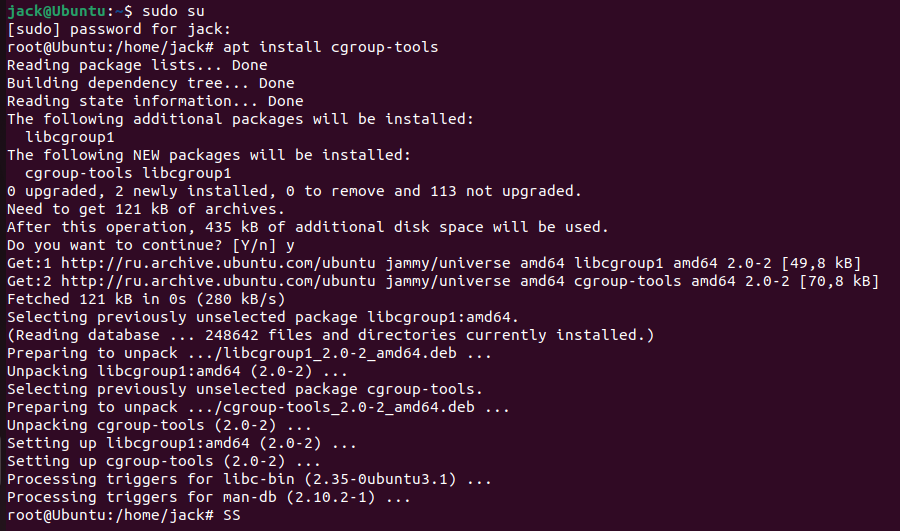 jack@Ubuntu:~$ sudo su
[sudo] password for jack:
root@Ubuntu:/home/jack# apt install cgroup-tools
Reading package lists... Done
Building dependency tree... Done
Reading state information... Done
The following additional packages will be installed:
  libcgroup1
The following NEW packages will be installed:
  cgroup-tools libcgroup1
0 upgraded, 2 newly installed, 0 to remove and 113 not upgraded.
Need to get 121 kB of archives.
After this operation, 435 kB of additional disk space will be used.
Do you want to continue? [Y/n] y
Get:1 http://ru.archive.ubuntu.com/ubuntu jammy/universe amd64 libcgroup1 amd64 2.0-2 [49,8 kB]
Get:2 http://ru.archive.ubuntu.com/ubuntu jammy/universe amd64 cgroup-tools amd64 2.0-2 [70,8 kB]
Fetched 121 kB in 0s (280 kB/s)
Selecting previously unselected package libcgroup1:amd64.
(Reading database ... 248642 files and directories currently installed.)
Preparing to unpack .../libcgroup1_2.0-2_amd64.deb ...
Unpacking libcgroup1:amd64 (2.0-2) ...
Selecting previously unselected package cgroup-tools.
Preparing to unpack .../cgroup-tools_2.0-2_amd64.deb ...
Unpacking cgroup-tools (2.0-2) ...
Setting up libcgroup1:amd64 (2.0-2) ...
Setting up cgroup-tools (2.0-2) ...
Processing triggers for libc-bin (2.35-0ubuntu3.1) ...
Processing triggers for man-db (2.10.2-1) ...
root@Ubuntu:/home/jack# SS